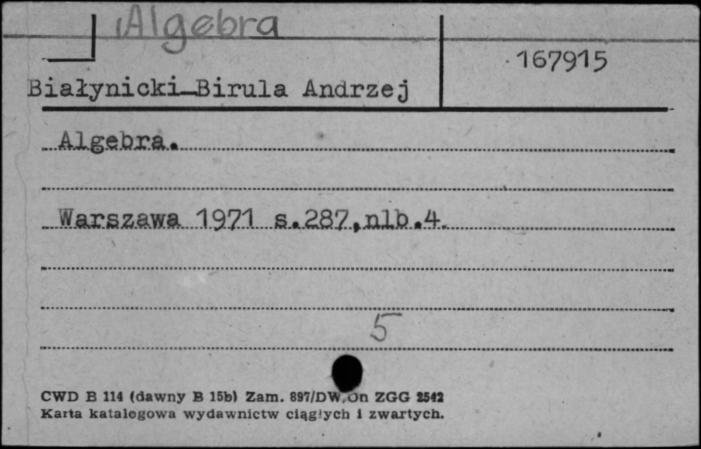 Algebra
167915
Białynicki-Birula Andrzej
Algebra.
Warszawa 1971 s.287,nlb.4.
5
CWD B 114 (dawny B 15b) Zam. 897/DW,On ZGG 2542
Karta katalogowa wydawnictw ciągłych i zwartych.